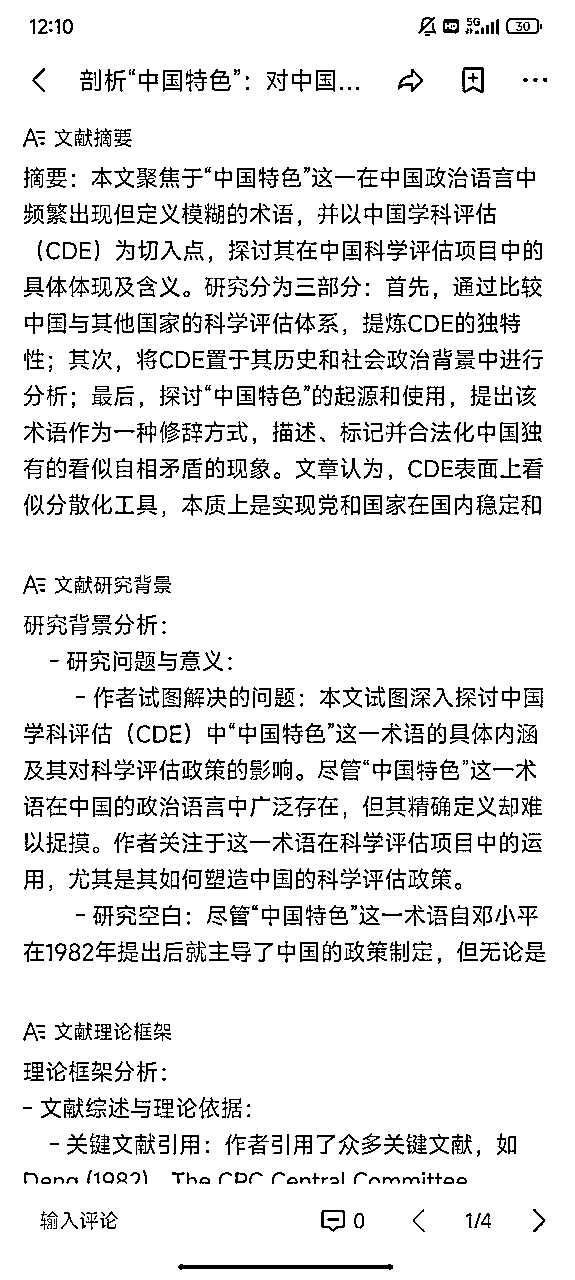 12:10
HD 5G 30
剖析“中国特色”：对中国...
文献摘要
摘要：本文聚焦于“中国特色”这一在中国政治语言中
频繁出现但定义模糊的术语，并以中国学科评估
（CDE）为切入点，探讨其在中国科学评估项目中的
具体体现及含义。研究分为三部分：首先，通过比较
中国与其他国家的科学评估体系，提炼CDE的独特
性；其次，将CDE置于其历史和社会政治背景中进行
分析；最后，探讨“中国特色”的起源和使用，提出该
术语作为一种修辞方式，描述、标记并合法化中国独
有的看似自相矛盾的现象。文章认为，CDE表面上看
似分散化工具，本质上是实现党和国家在国内稳定和
文献研究背景
研究背景分析：
- 研究问题与意义：
- 作者试图解决的问题：本文试图深入探讨中国
学科评估（CDE）中“中国特色”这一术语的具体内涵
及其对科学评估政策的影响。尽管“中国特色”这一术
语在中国的政治语言中广泛存在，但其精确定义却难
以捉摸。作者关注于这一术语在科学评估项目中的运
用，尤其是其如何塑造中国的科学评估政策。
- 研究空白：尽管“中国特色”这一术语自邓小平
在1982年提出后就主导了中国的政策制定，但无论是
文献理论框架
理论框架分析：
- 文献综述与理论依据：
- 关键文献引用：作者引用了众多关键文献，如
Deng (1982)、The CPC Central Committee
输入评论
0
1/4